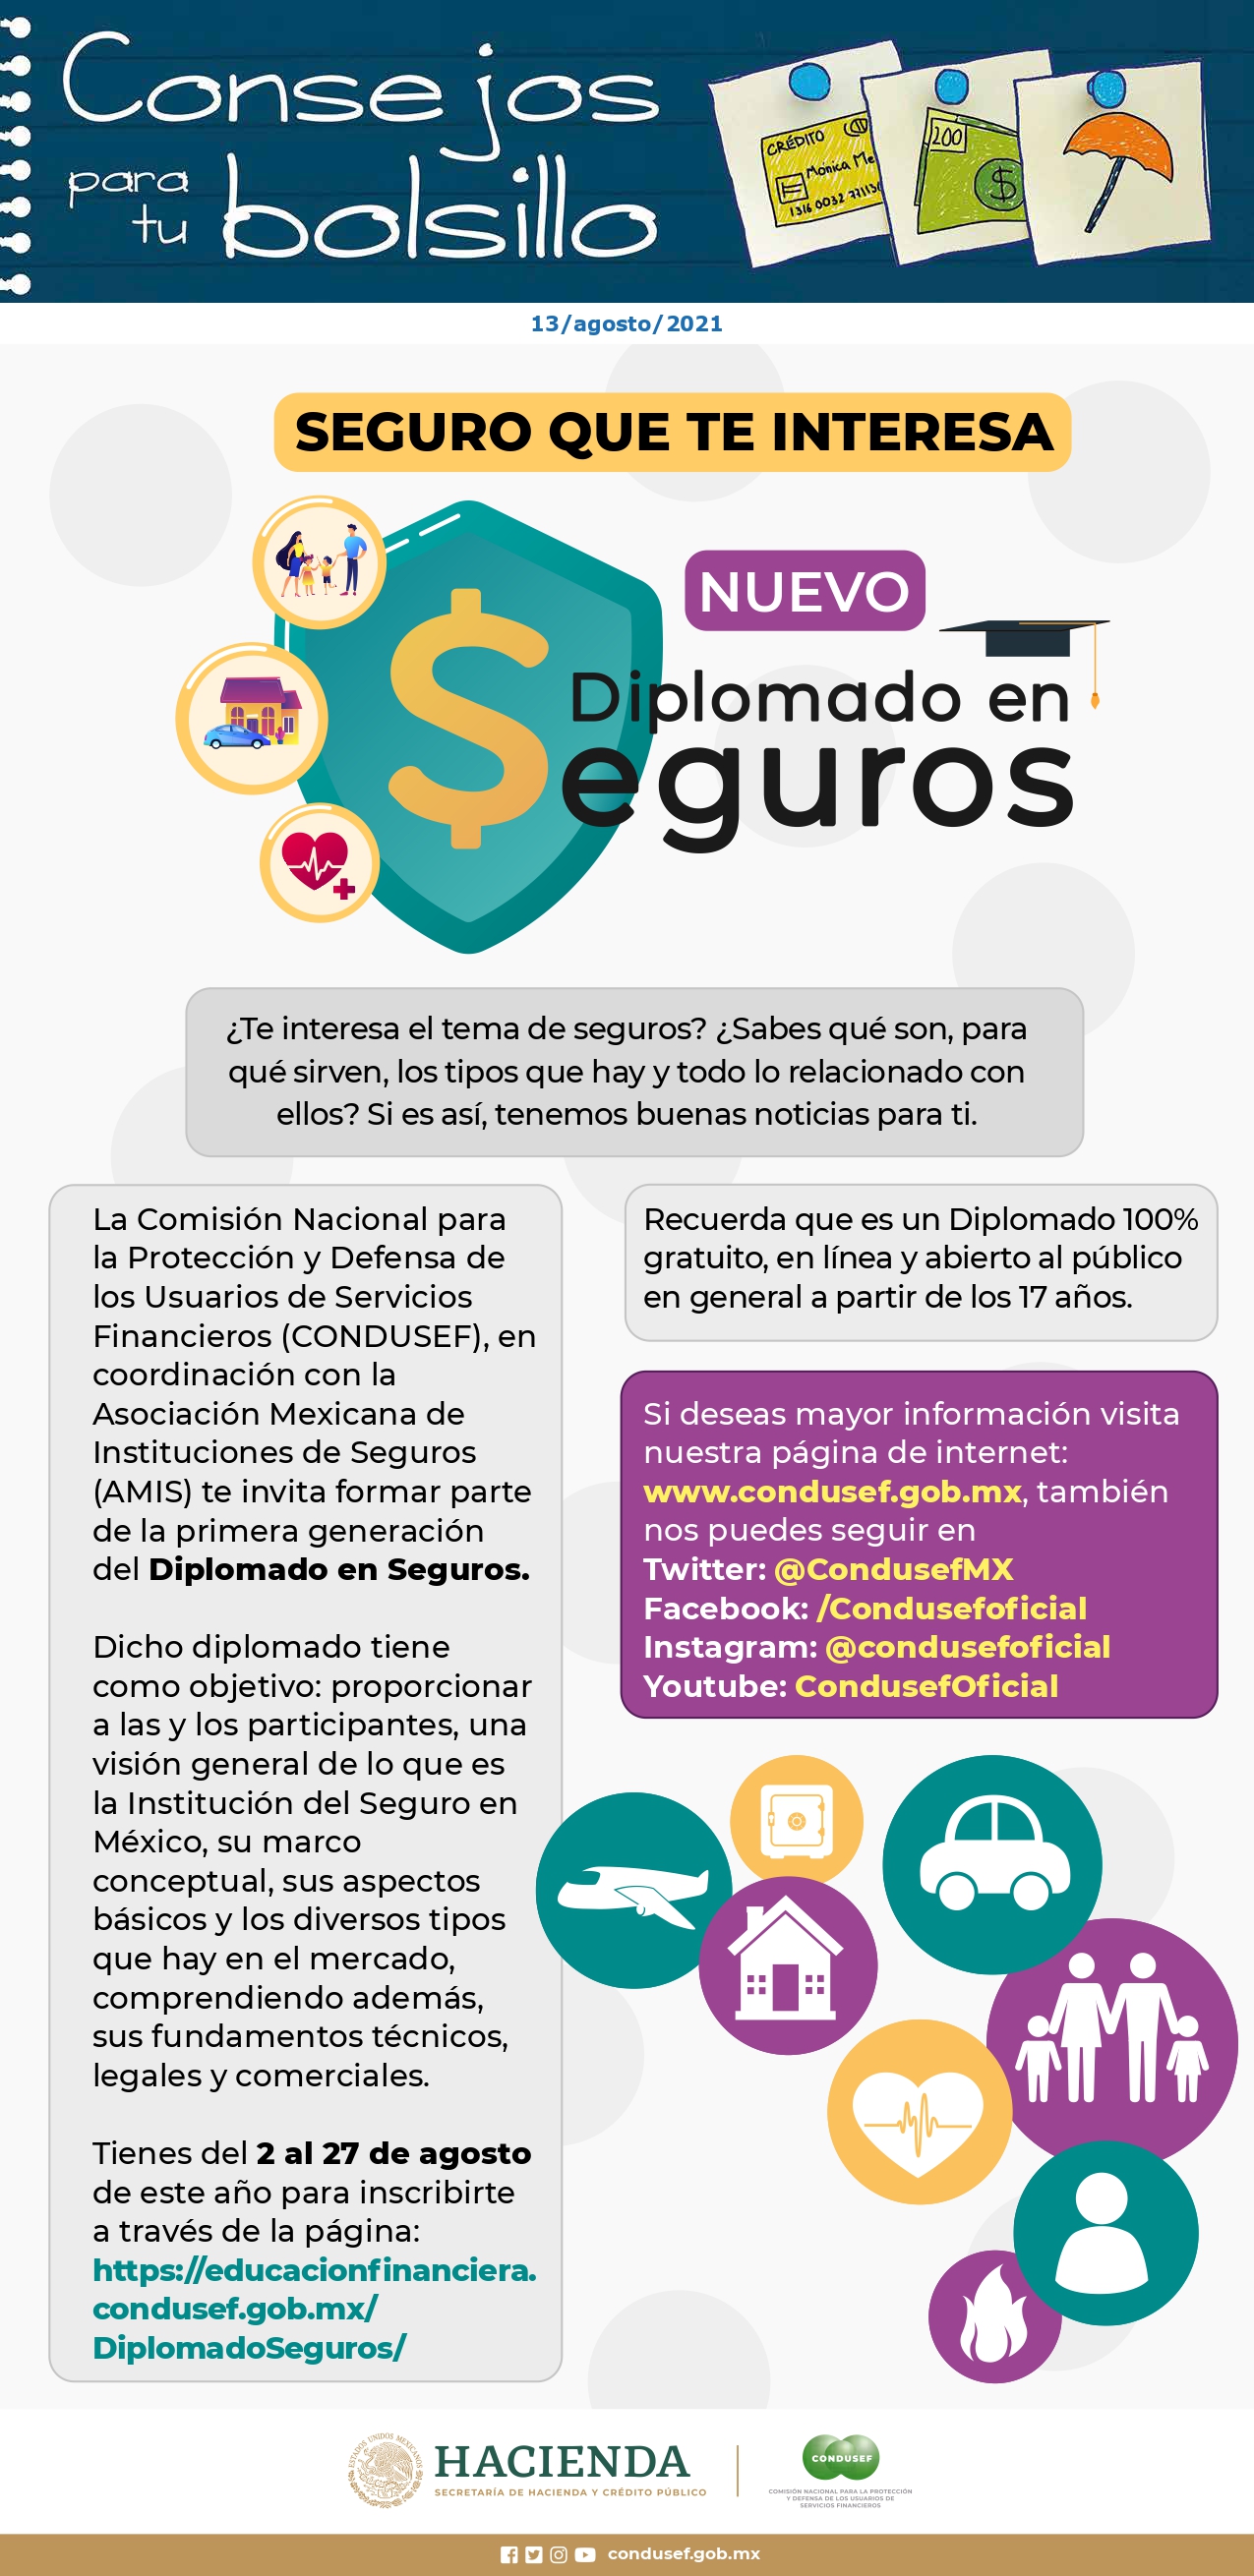 Consejos
para
tu bolsillo
CRÉDITO
Mónica Me
1316 0032
200
$
13/agosto/2021
SEGURO QUE TE INTERESA
NUEVO
Diplomado en
$eguros
¿Te interesa el tema de seguros? ¿Sabes qué son, para
qué sirven, los tipos que hay y todo lo relacionado con
ellos? Si es así, tenemos buenas noticias para ti.
La Comisión Nacional para
la Protección y Defensa de
los Usuarios de Servicios
Financieros (CONDUSEF), en
coordinación con la
Asociación Mexicana de
Instituciones de Seguros
(AMIS) te invita formar parte
de la primera generación
del Diplomado en Seguros.
Dicho diplomado tiene
como objetivo: proporcionar
a las y los participantes, una
visión general de lo que es
la Institución del Seguro en
México, su marco
conceptual, sus aspectos
básicos y los diversos tipos
que hay en el mercado,
comprendiendo además,
sus fundamentos técnicos,
legales y comerciales.
Tienes del 2 al 27 de agosto
de este año para inscribirte
a través de la página:
https://educacionfinanciera.
condusef.gob.mx/
DiplomadoSeguros/
Recuerda que es un Diplomado 100%
gratuito, en línea y abierto al público
en general a partir de los 17 años.
Si deseas mayor información visita
nuestra página de internet:
www.condusef.gob.mx, también
nos puedes seguir en
Twitter: @CondusefMX
Facebook: /Condusefoficial
Instagram: @condusefoficial
Youtube: CondusefOficial
ESTADOS UNIDOS MEXICANOS
HACIENDA
SECRETARÍA DE HACIENDA Y CRÉDITO PÚBLICO
CONDUSEF
COMISIÓN NACIONAL PARA LA PROTECCIÓN
Y DEFENSA DE LOS USUARIOS DE
SERVICIOS FINANCIEROS
condusef.gob.mx